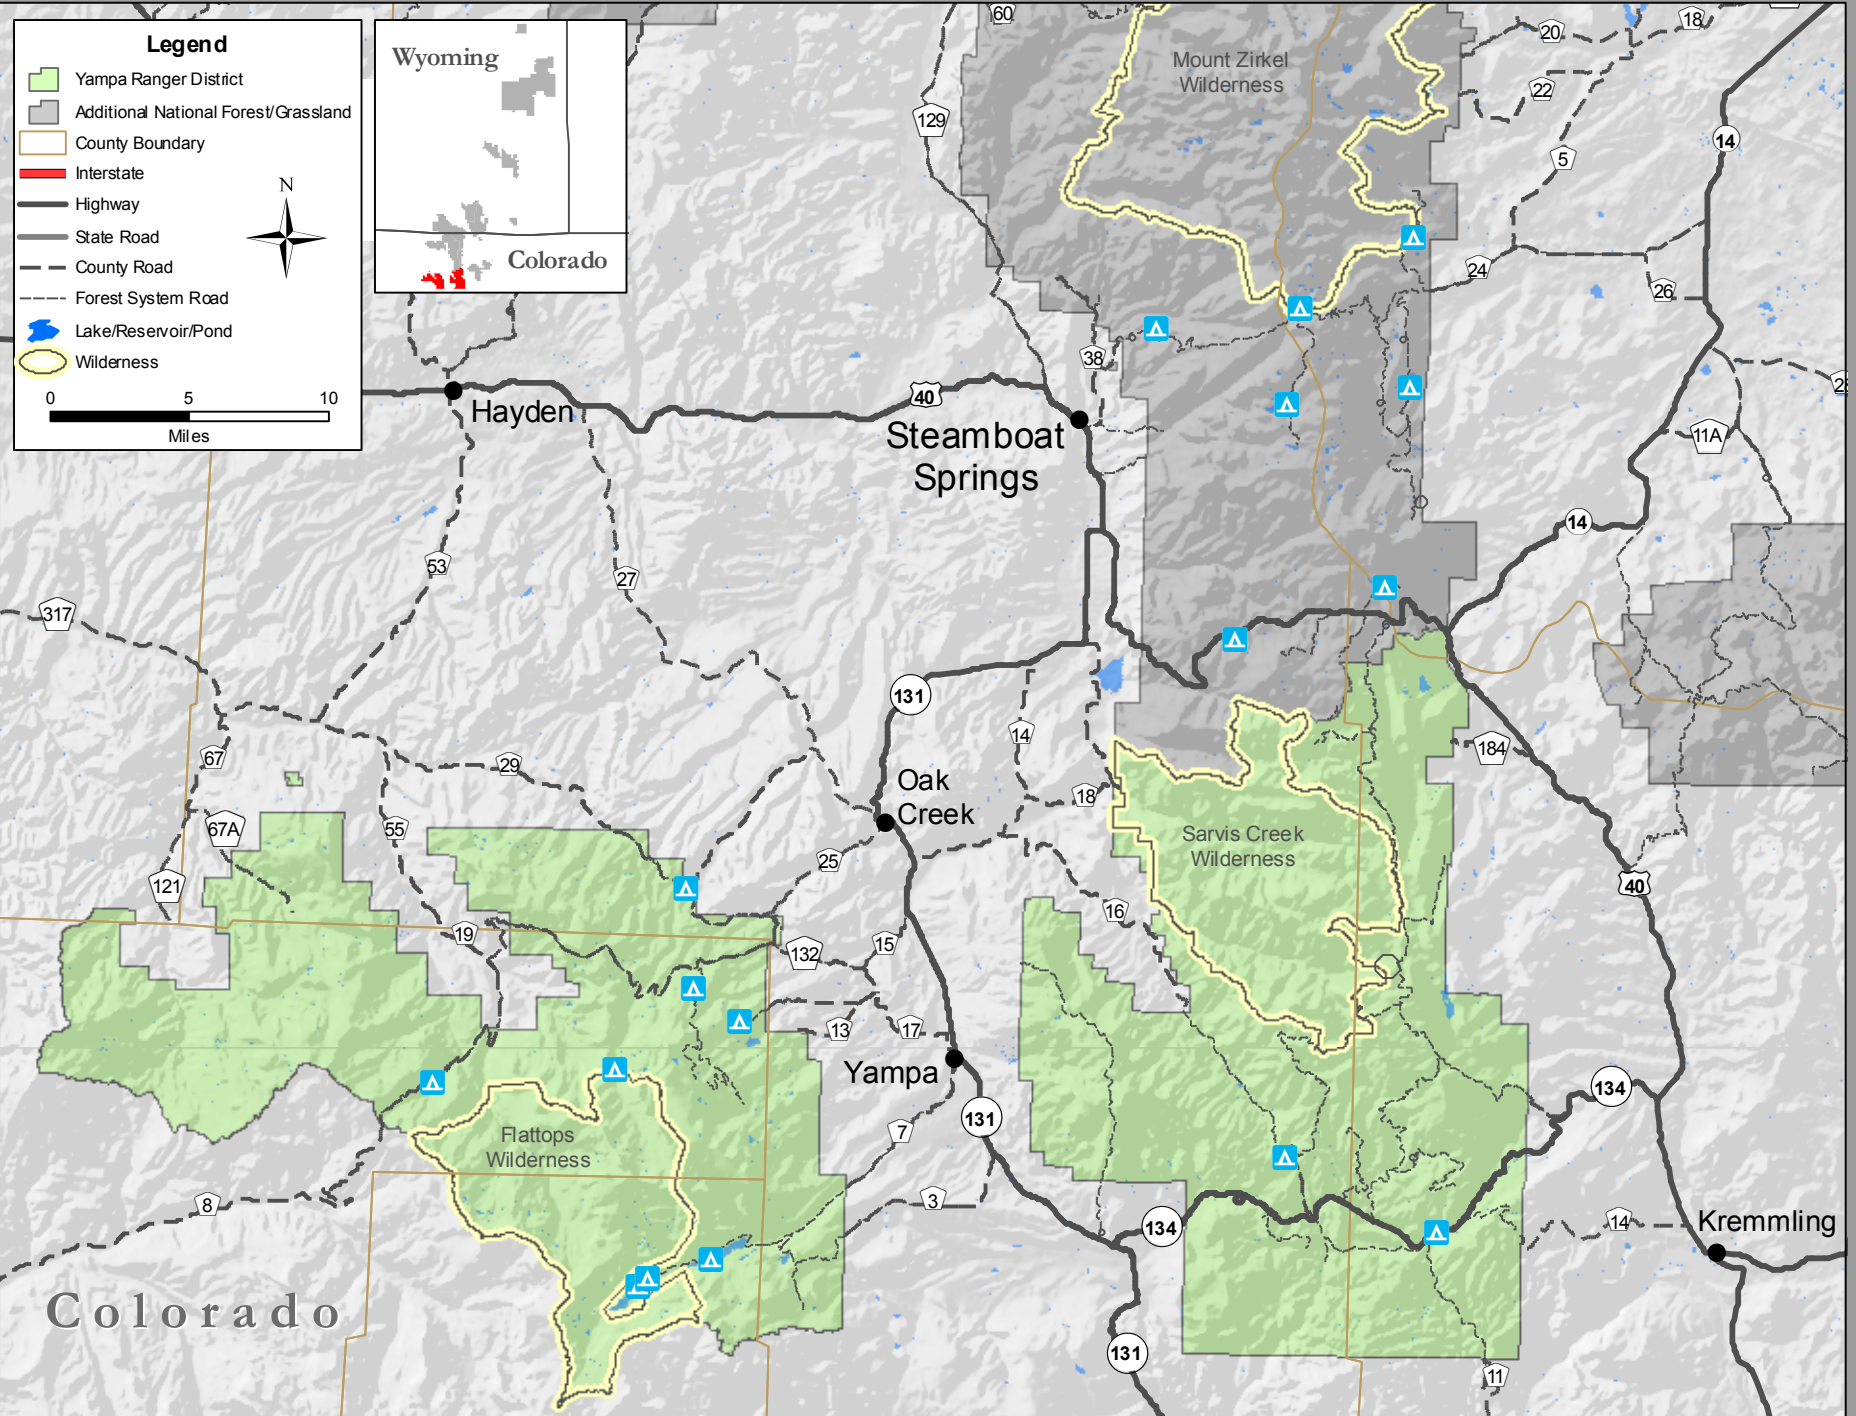 Legend
Yampa Ranger District
Additional National Forest/Grassland
County Boundary
Interstate
Highway
State Road
County Road
Forest System Road
Lake/Reservoir/Pond
Wilderness
N
0 5 10
Miles
Wyoming
Colorado
60
129
Mount Zirkel
Wilderness
20
18
22
5
14
24
26
38
40
Hayden
Steamboat
Springs
11A
14
53
27
317
131
14
67
29
184
Oak
Creek
18
67A
55
25
Sarvis Creek
Wilderness
121
40
16
19
132
15
13
17
Yampa
134
131
7
Flattops
Wilderness
8
3
134
14
Kremmling
Colorado
131
11